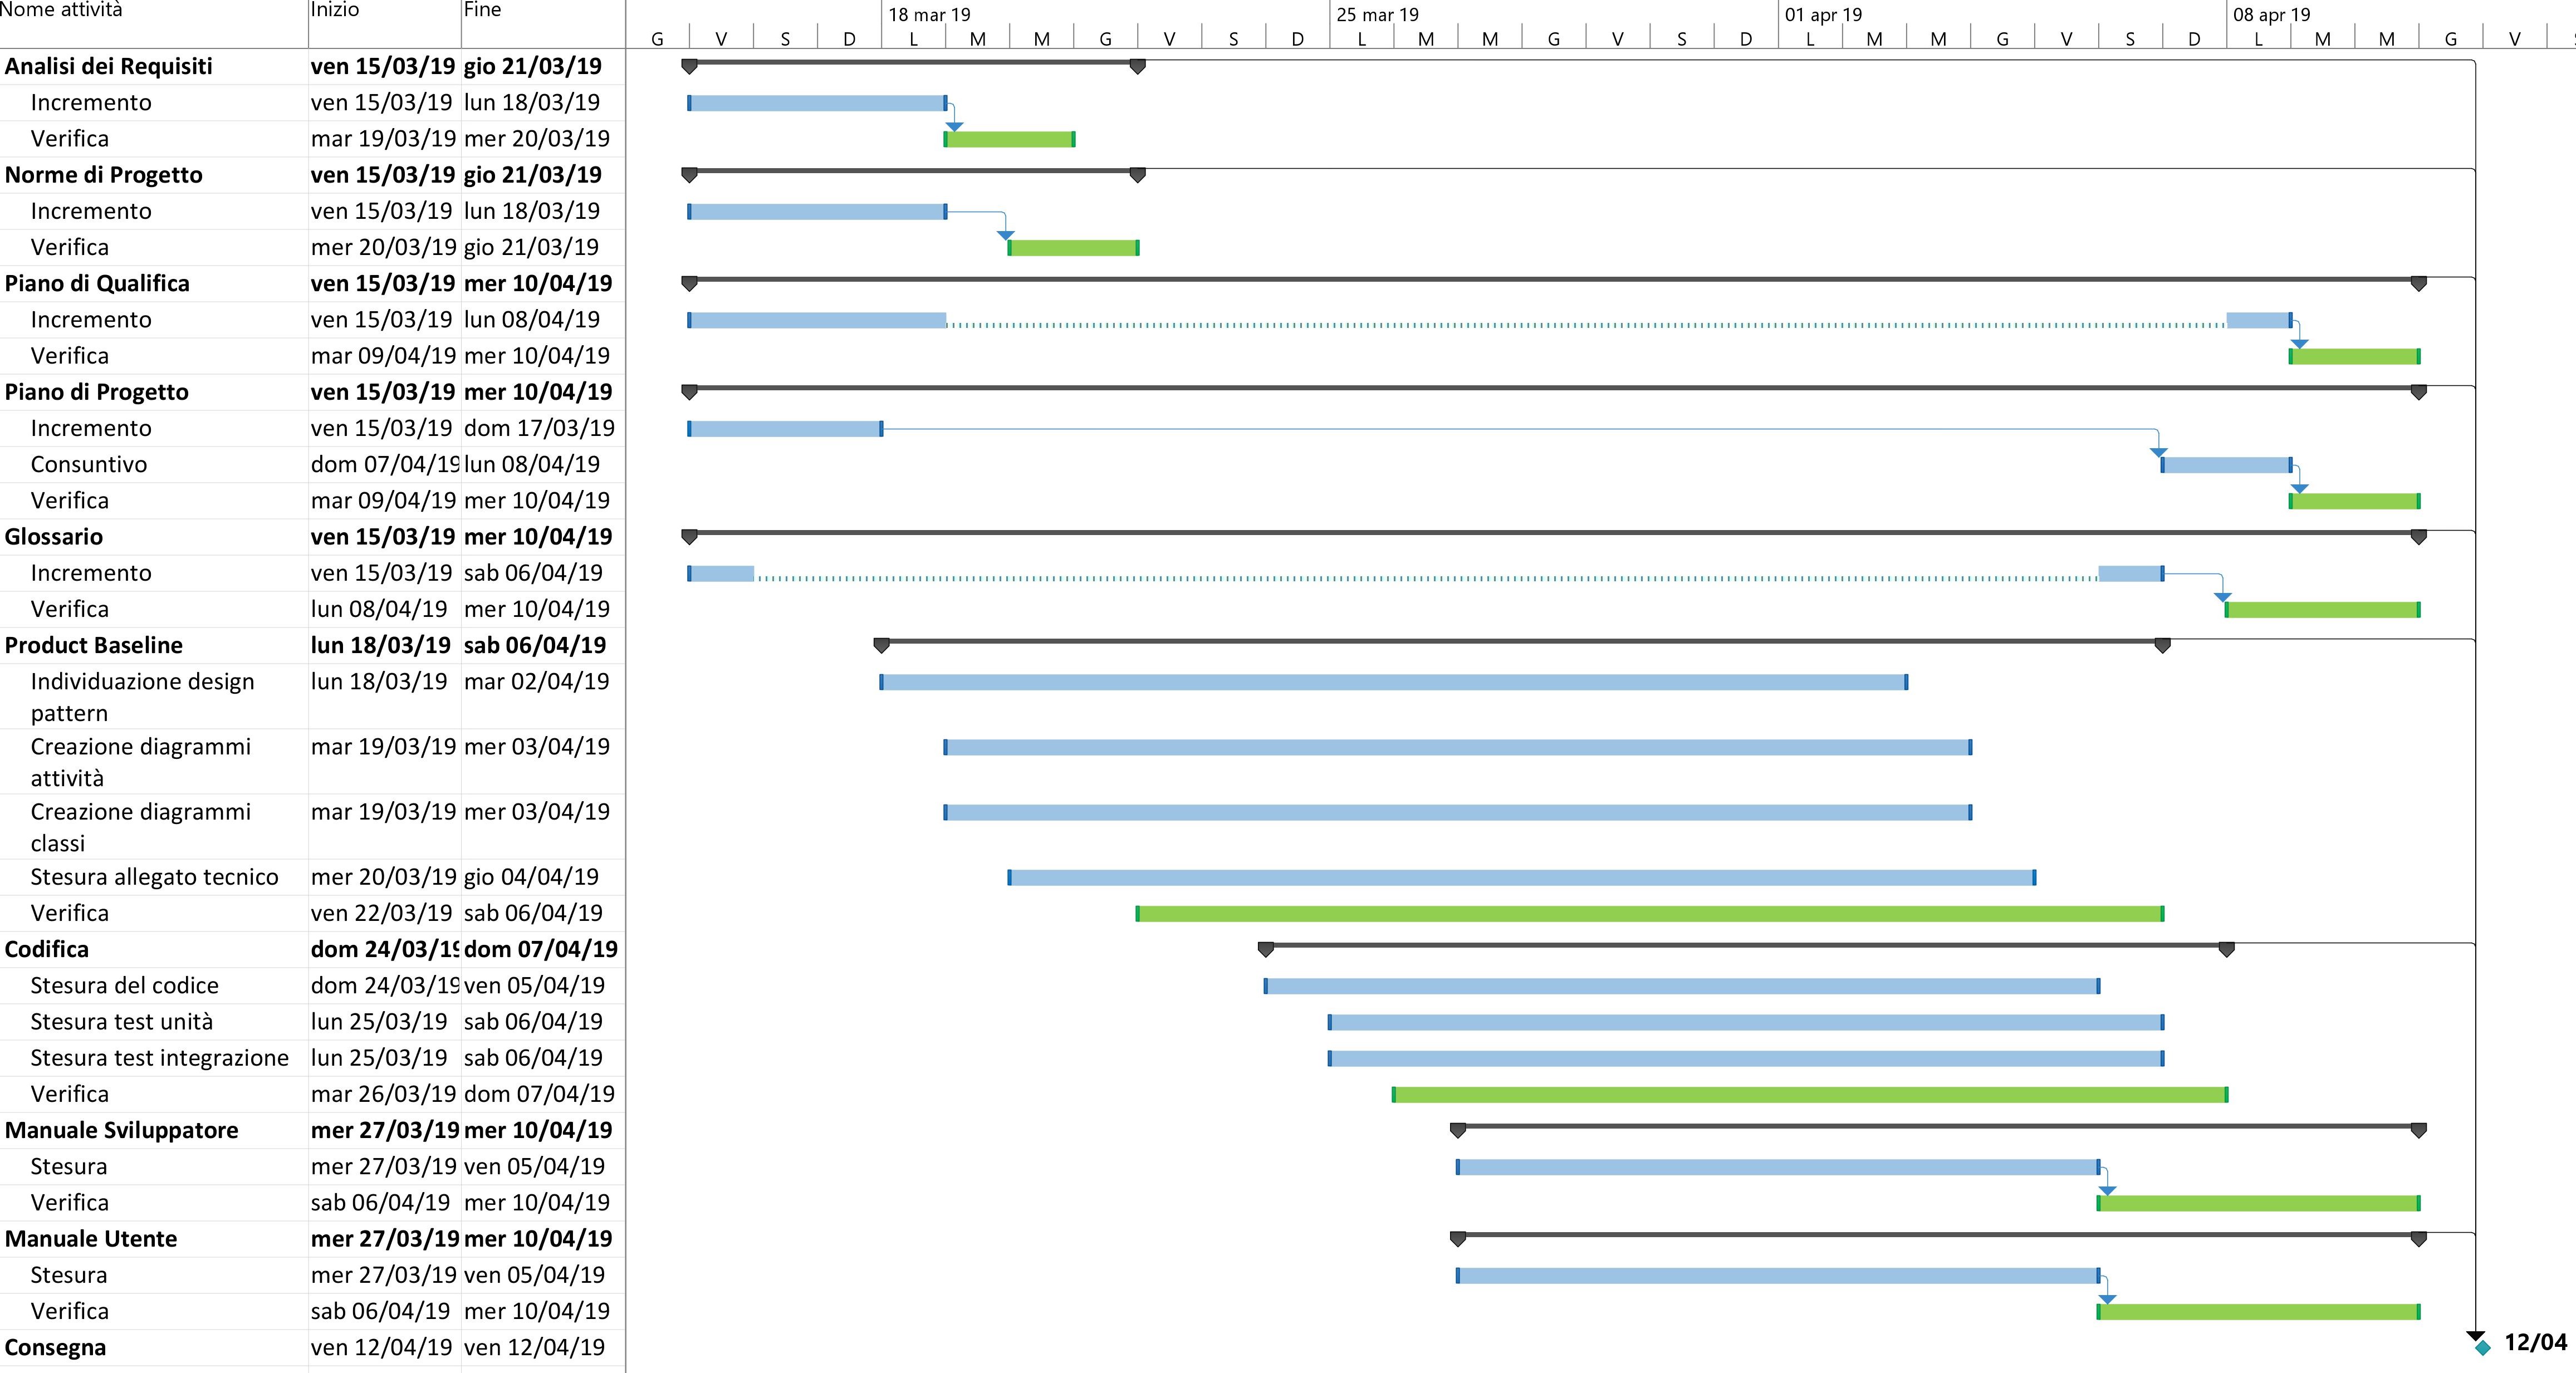 Nome attività Inizio Fine 18 mar 19 25 mar 19 01 apr 19 08 apr 19
G V S D L M M G V S D L M M G V S D L M M G V S D L M M G V
Analisi dei Requisiti ven 15/03/19 gio 21/03/19
Incremento ven 15/03/19 lun 18/03/19
Verifica mar 19/03/19 mer 20/03/19
Norme di Progetto ven 15/03/19 gio 21/03/19
Incremento ven 15/03/19 lun 18/03/19
Verifica mer 20/03/19 gio 21/03/19
Piano di Qualifica ven 15/03/19 mer 10/04/19
Incremento ven 15/03/19 lun 08/04/19
Verifica mar 09/04/19 mer 10/04/19
Piano di Progetto ven 15/03/19 mer 10/04/19
Incremento ven 15/03/19 dom 17/03/19
Consuntivo dom 07/04/19 lun 08/04/19
Verifica mar 09/04/19 mer 10/04/19
Glossario ven 15/03/19 mer 10/04/19
Incremento ven 15/03/19 sab 06/04/19
Verifica lun 08/04/19 mer 10/04/19
Product Baseline lun 18/03/19 sab 06/04/19
Individuazione design lun 18/03/19 mar 02/04/19
pattern
Creazione diagrammi mar 19/03/19 mer 03/04/19
attività
Creazione diagrammi mar 19/03/19 mer 03/04/19
classi
Stesura allegato tecnico mer 20/03/19 gio 04/04/19
Verifica ven 22/03/19 sab 06/04/19
Codifica dom 24/03/19 dom 07/04/19
Stesura del codice dom 24/03/19 ven 05/04/19
Stesura test unità lun 25/03/19 sab 06/04/19
Stesura test integrazione lun 25/03/19 sab 06/04/19
Verifica mar 26/03/19 dom 07/04/19
Manuale Sviluppatore mer 27/03/19 mer 10/04/19
Stesura mer 27/03/19 ven 05/04/19
Verifica sab 06/04/19 mer 10/04/19
Manuale Utente mer 27/03/19 mer 10/04/19
Stesura mer 27/03/19 ven 05/04/19
Verifica sab 06/04/19 mer 10/04/19
Consegna ven 12/04/19 ven 12/04/19 12/04